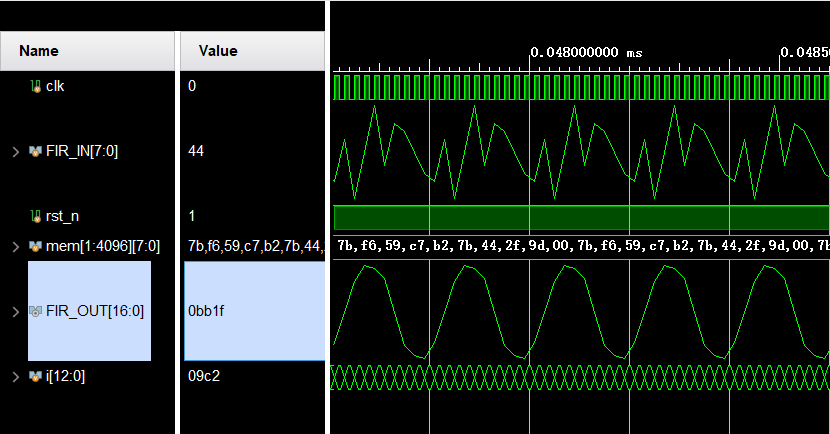 Name Value
0.048000000 ms 0.0485
clk 0
FIR_IN[7:0] 44
rst_n 1
mem[1:4096][7:0] 7b,f6,59,c7,b2,7b,44, 7b,f6,59,c7,b2,7b,44,2f,9d,00,7b,f6,59,c7,b2,7b,44,2f,9d,00,7b
FIR_OUT[16:0] 0bb1f
i[12:0] 09c2